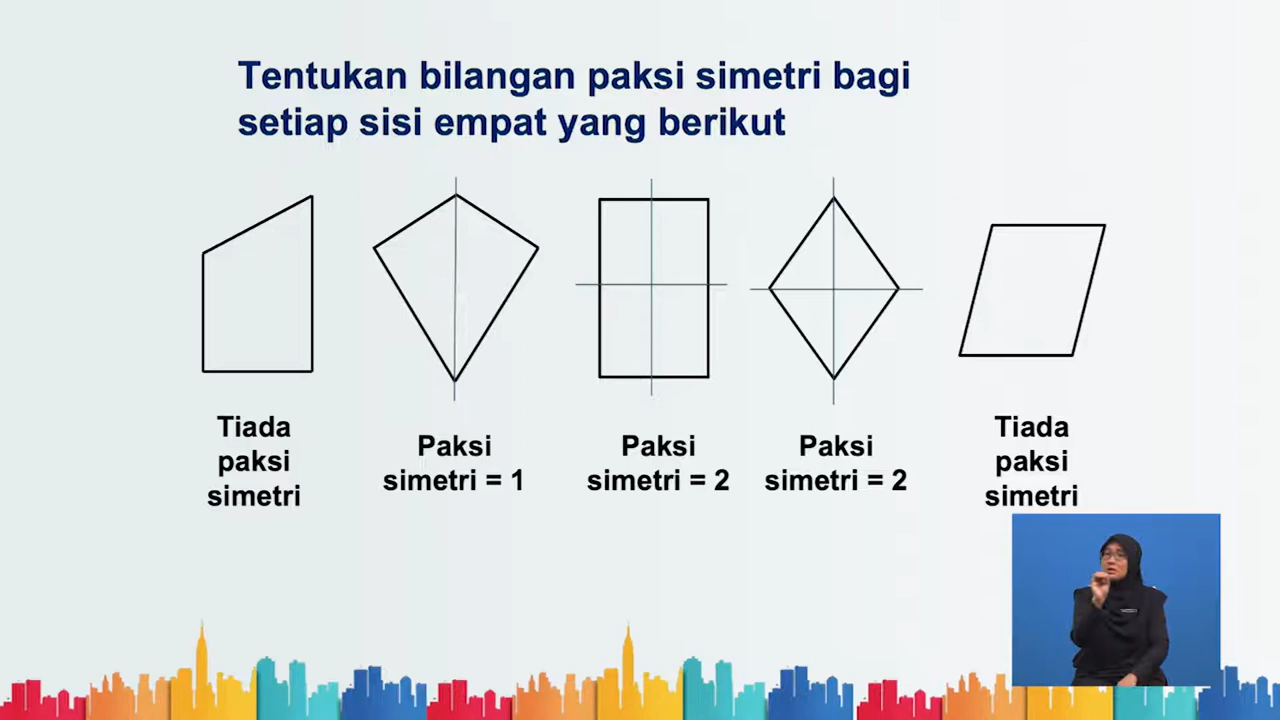 Tentukan bilangan paksi simetri bagi
setiap sisi empat yang berikut
Tiada
paksi
simetri
Paksi
simetri = 1
Paksi
simetri = 2
Paksi
simetri = 2
Tiada
paksi
simetri